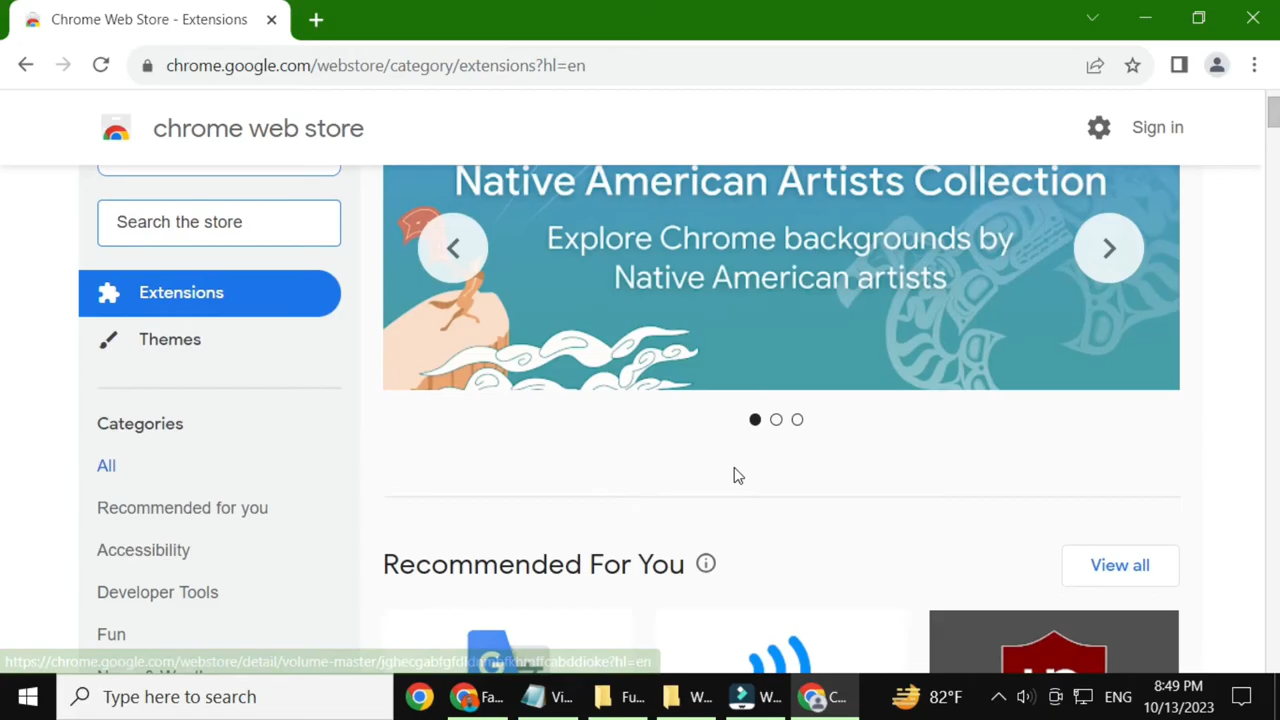 Chrome Web Store - Extensions
chrome.google.com/webstore/category/extensions?hl=en
chrome web store
Sign in
Native American Artists Collection
Explore Chrome backgrounds by
Native American artists
Search the store
Extensions
Themes
Categories
All
Recommended for you
Accessibility
Developer Tools
Fun
Recommended For You
View all
Type here to search
Fa...
Vi...
Fu...
W...
W...
C...
82°F
ENG
8:49 PM
10/13/2023